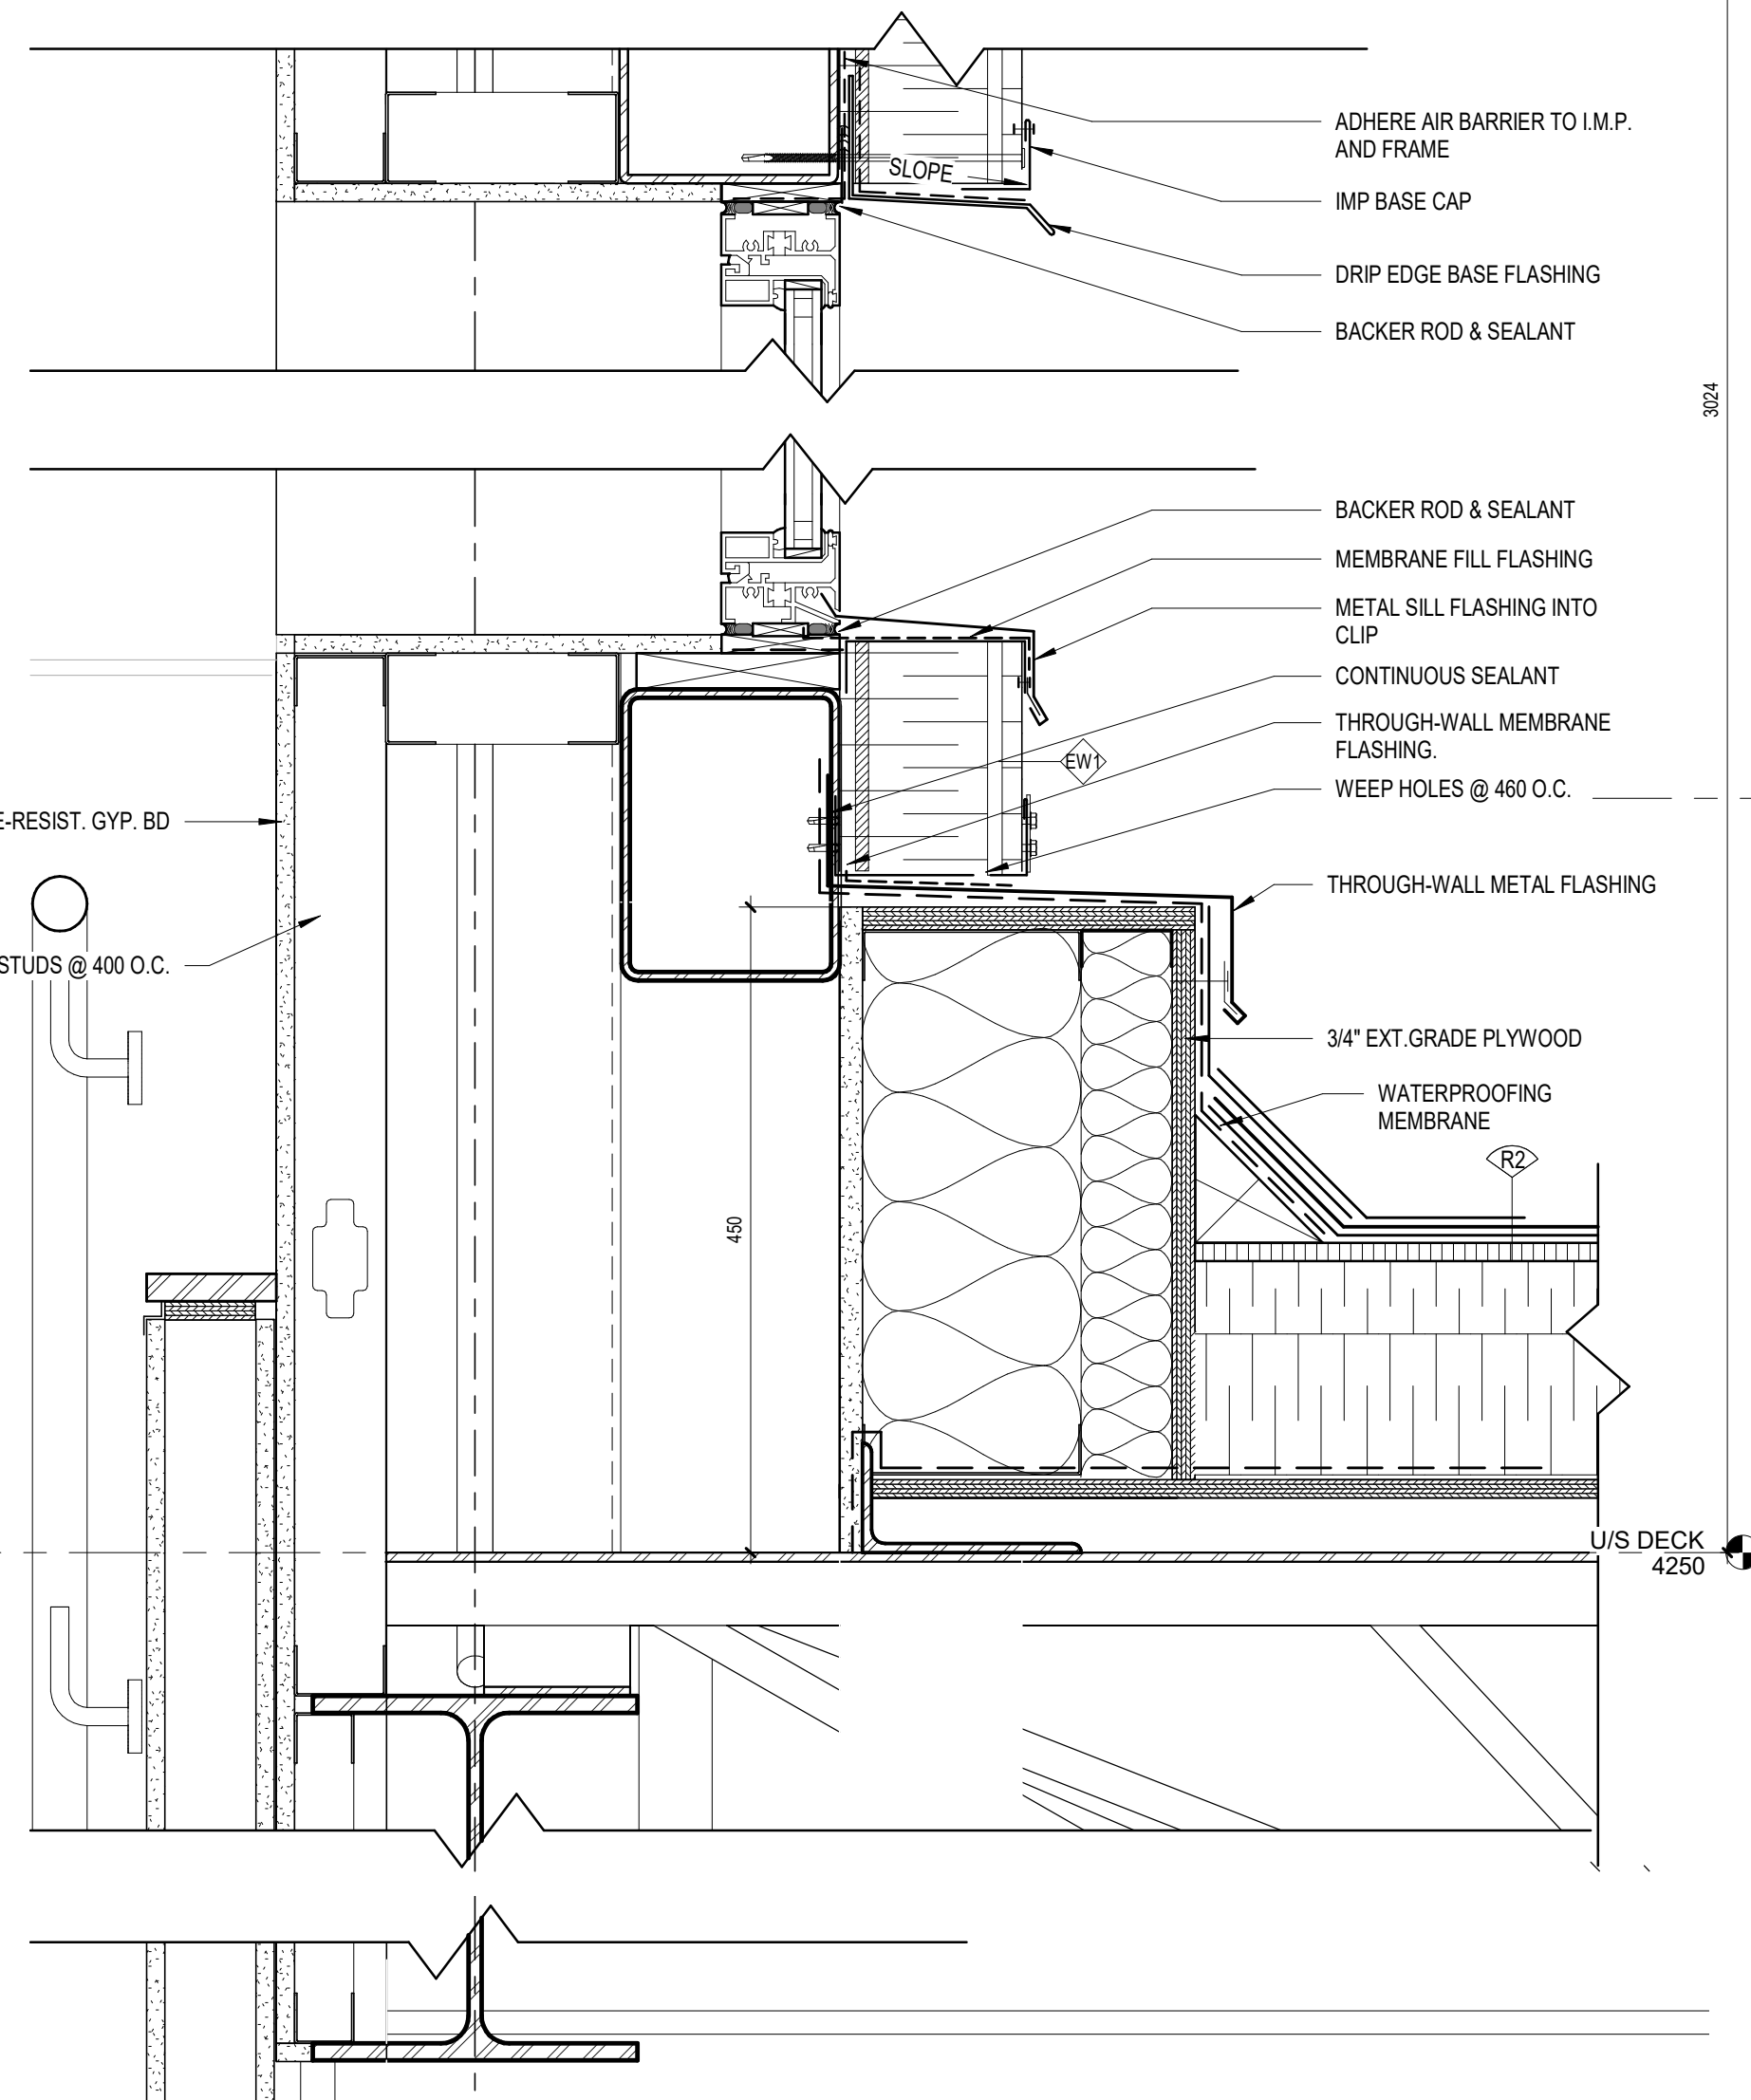 ADHERE AIR BARRIER TO I.M.P.
AND FRAME
SLOPE
IMP BASE CAP
DRIP EDGE BASE FLASHING
BACKER ROD & SEALANT
3024
BACKER ROD & SEALANT
MEMBRANE FILL FLASHING
METAL SILL FLASHING INTO
CLIP
CONTINUOUS SEALANT
THROUGH-WALL MEMBRANE
FLASHING.
EW1
WEEP HOLES @ 460 O.C.
E-RESIST. GYP. BD
THROUGH-WALL METAL FLASHING
STUDS @ 400 O.C.
3/4" EXT.GRADE PLYWOOD
WATERPROOFING
MEMBRANE
R2
450
U/S DECK
4250